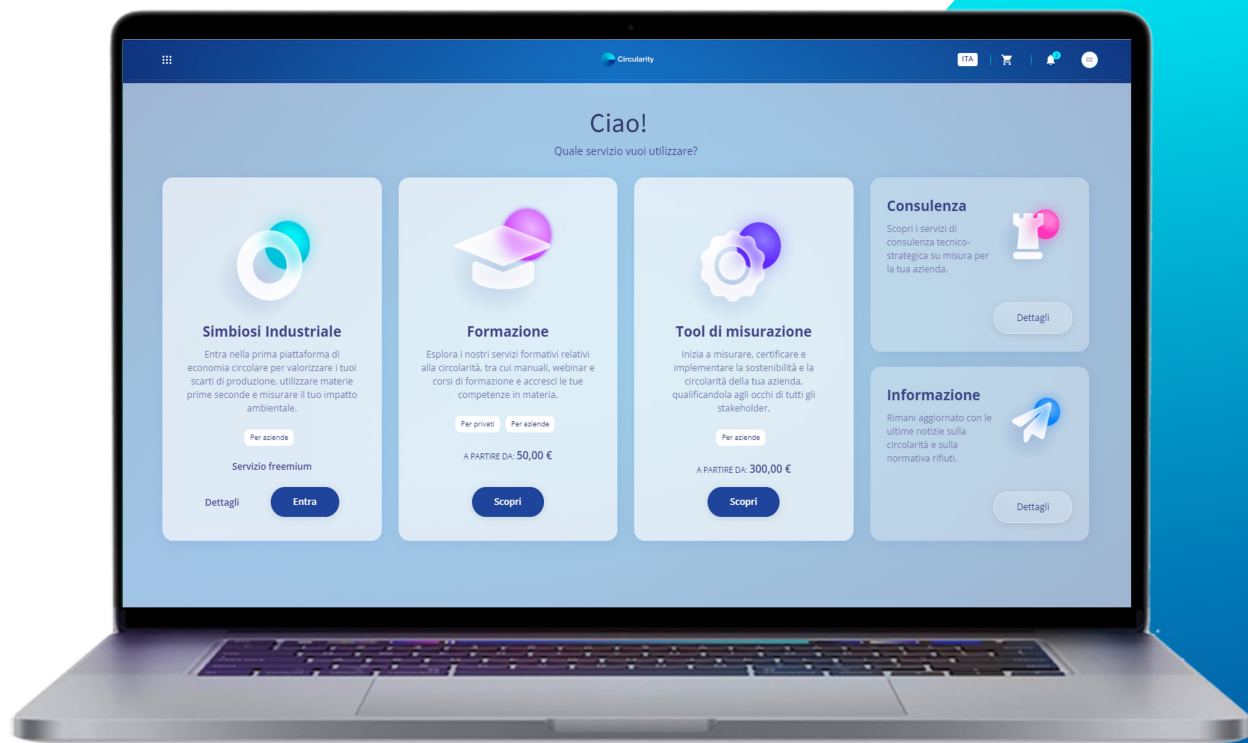 Circularity
ITA
CC
Ciao!
Quale servizio vuoi utilizzare?
Simbiosi Industriale
Entra nella prima piattaforma di
economia circolare per valorizzare i tuoi
scarti di produzione, utilizzare materie
prime seconde e misurare il tuo impatto
ambientale.
Per aziende
Servizio freemium
Dettagli
Entra
Formazione
Esplora i nostri servizi formativi relativi
alla circolarità, tra cui manuali, webinar e
corsi di formazione e accresci le tue
competenze in materia.
Per privati
Per aziende
A PARTIRE DA: 50,00 €
Scopri
Tool di misurazione
Inizia a misurare, certificare e
implementare la sostenibilità e la
circolarità della tua azienda,
qualificandola agli occhi di tutti gli
stakeholder.
Per aziende
A PARTIRE DA: 300,00 €
Scopri
Consulenza
Scopri i servizi di
consulenza tecnico-
strategica su misura per
la tua azienda.
Dettagli
Informazione
Rimani aggiornato con le
ultime notizie sulla
circolarità e sulla
normativa rifiuti.
Dettagli